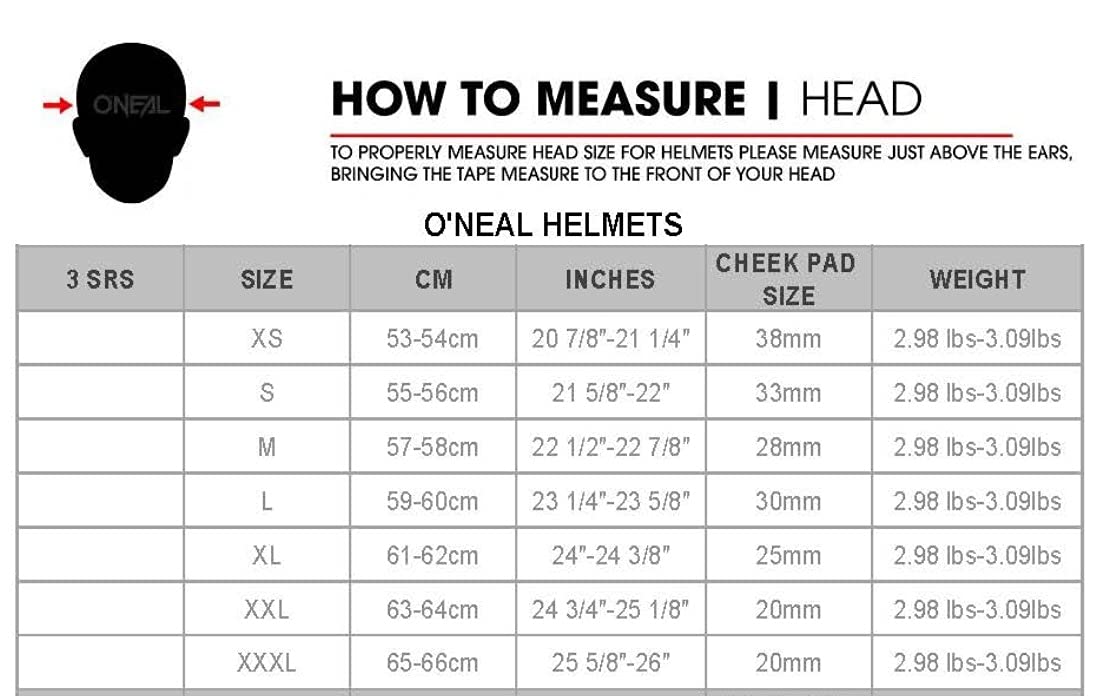 O'NEAL
HOW TO MEASURE | HEAD
TO PROPERLY MEASURE HEAD SIZE FOR HELMETS PLEASE MEASURE JUST ABOVE THE EARS,
BRINGING THE TAPE MEASURE TO THE FRONT OF YOUR HEAD
O'NEAL HELMETS
3 SRS SIZE CM INCHES CHEEK PAD SIZE WEIGHT
XS 53-54cm 20 7/8"-21 1/4" 38mm 2.98 lbs-3.09lbs
S 55-56cm 21 5/8"-22" 33mm 2.98 lbs-3.09lbs
M 57-58cm 22 1/2"-22 7/8" 28mm 2.98 lbs-3.09lbs
L 59-60cm 23 1/4"-23 5/8" 30mm 2.98 lbs-3.09lbs
XL 61-62cm 24"-24 3/8" 25mm 2.98 lbs-3.09lbs
XXL 63-64cm 24 3/4"-25 1/8" 20mm 2.98 lbs-3.09lbs
XXXL 65-66cm 25 5/8"-26" 20mm 2.98 lbs-3.09lbs